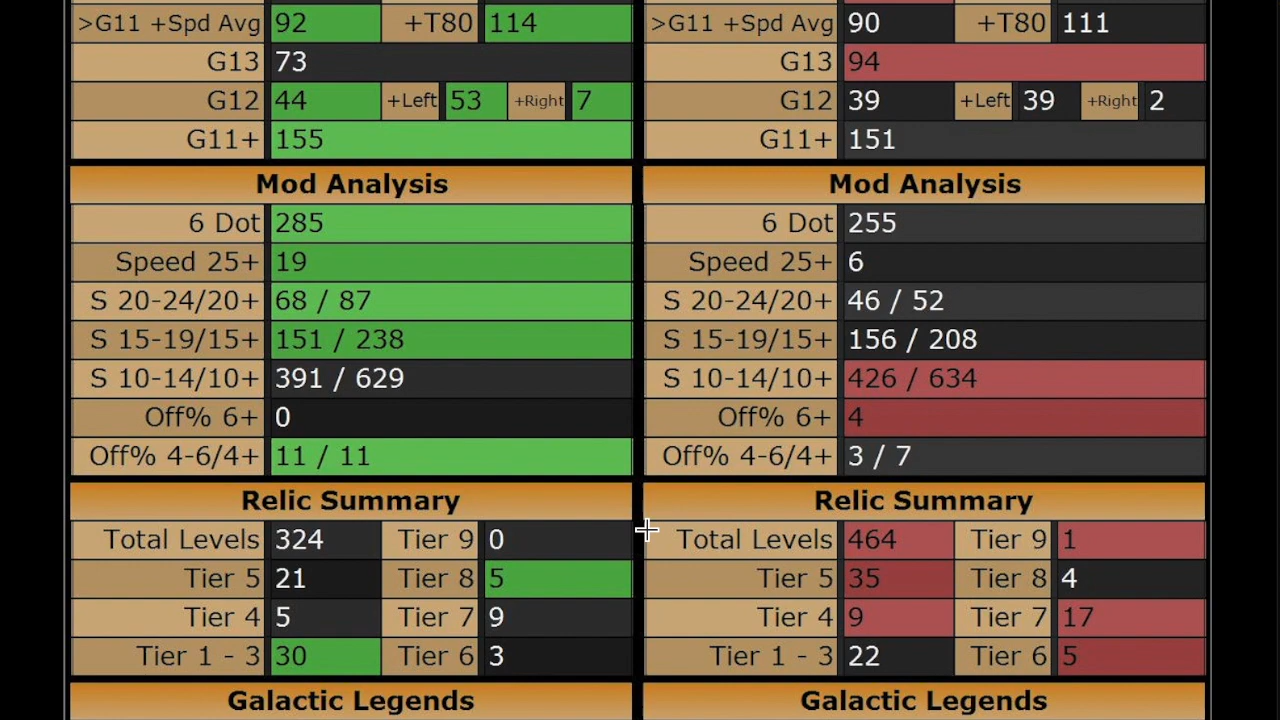 >G11 +Spd Avg 92 +T80 114 >G11 +Spd Avg 90 +T80 111
G13 73 G13 94
G12 44 +Left 53 +Right 7 G12 39 +Left 39 +Right 2
G11+ 155 G11+ 151
Mod Analysis Mod Analysis
6 Dot 285 6 Dot 255
Speed 25+ 19 Speed 25+ 6
S 20-24/20+ 68 / 87 S 20-24/20+ 46 / 52
S 15-19/15+ 151 / 238 S 15-19/15+ 156 / 208
S 10-14/10+ 391 / 629 S 10-14/10+ 426 / 634
Off% 6+ 0 Off% 6+ 4
Off% 4-6/4+ 11 / 11 Off% 4-6/4+ 3 / 7
Relic Summary Relic Summary
Total Levels 324 Tier 9 0 Total Levels 464 Tier 9 1
Tier 5 21 Tier 8 5 Tier 5 35 Tier 8 4
Tier 4 5 Tier 7 9 Tier 4 9 Tier 7 17
Tier 1 - 3 30 Tier 6 3 Tier 1 - 3 22 Tier 6 5
Galactic Legends Galactic Legends